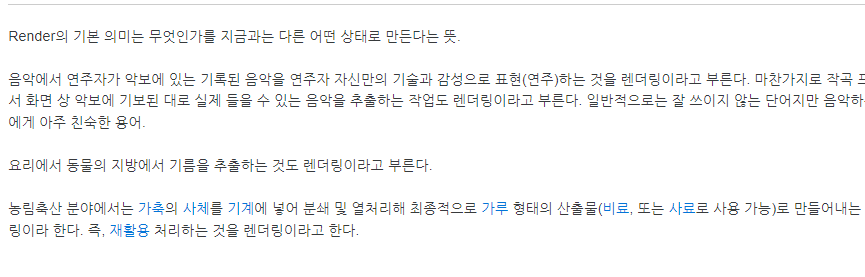 Render의 기본 의미는 무엇인가를 지금과는 다른 어떤 상태로 만든다는 뜻.
음악에서 연주자가 악보에 있는 기록된 음악을 연주자 자신만의 기술과 감성으로 표현(연주)하는 것을 렌더링이라고 부른다. 마찬가지로 작곡
서 화면 상 악보에 기보된 대로 실제 들을 수 있는 음악을 추출하는 작업도 렌더링이라고 부른다. 일반적으로는 잘 쓰이지 않는 단어지만 음악하
에게 아주 친숙한 용어.
요리에서 동물의 지방에서 기름을 추출하는 것도 렌더링이라고 부른다.
농림축산 분야에서는 가축의 사체를 기계에 넣어 분쇄 및 열처리해 최종적으로 가루 형태의 산출물(비료, 또는 사료로 사용 가능)로 만들어내는
링이라 한다. 즉, 재활용 처리하는 것을 렌더링이라고 한다.